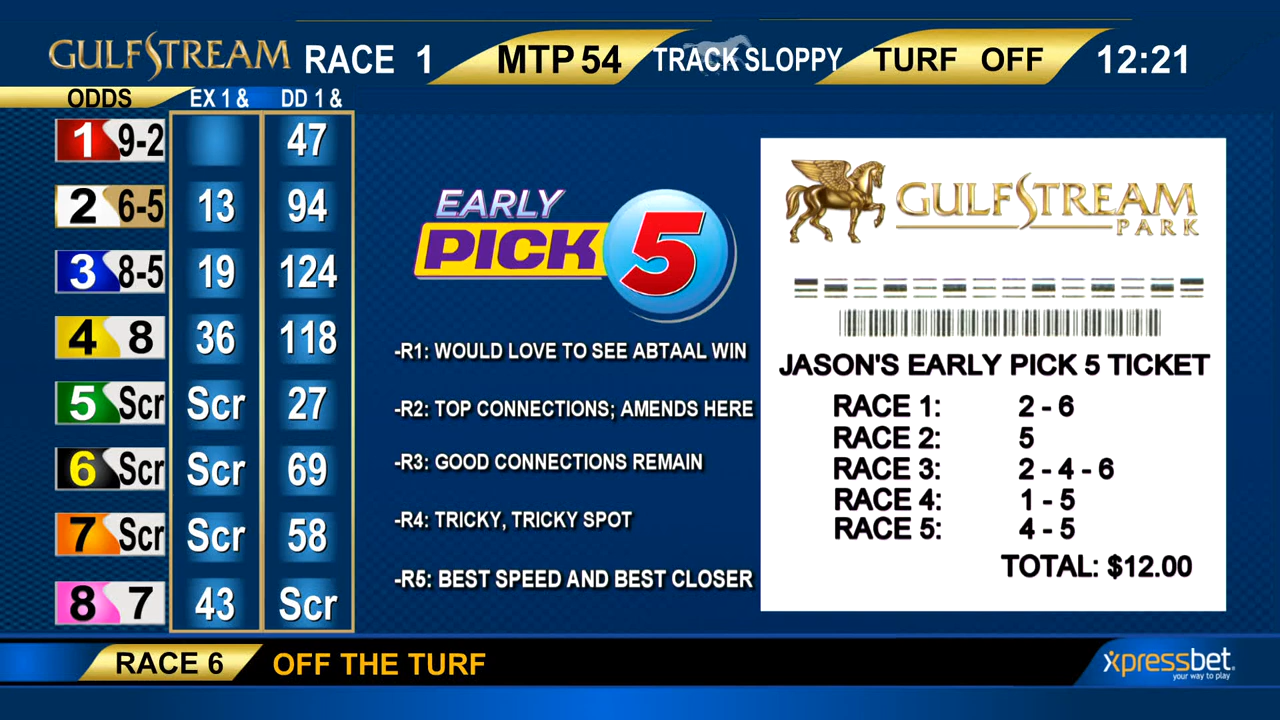 GULFSTREAM RACE 1 MTP 54 TRACK SLOPPY TURF OFF 12:21
ODDS EX 1 & DD 1 &
1 9-2 47
2 6-5 13 94
3 8-5 19 124
4 8 36 118
5 Scr Scr 27
6 Scr Scr 69
7 Scr Scr 58
8 7 43 Scr
EARLY
PICK 5
-R1: WOULD LOVE TO SEE ABTAAL WIN
-R2: TOP CONNECTIONS; AMENDS HERE
-R3: GOOD CONNECTIONS REMAIN
-R4: TRICKY, TRICKY SPOT
-R5: BEST SPEED AND BEST CLOSER
GULFSTREAM
PARK
JASON'S EARLY PICK 5 TICKET
RACE 1: 2 - 6
RACE 2: 5
RACE 3: 2 - 4 - 6
RACE 4: 1 - 5
RACE 5: 4 - 5
TOTAL: $12.00
RACE 6 OFF THE TURF
xpressbet.
your way to play